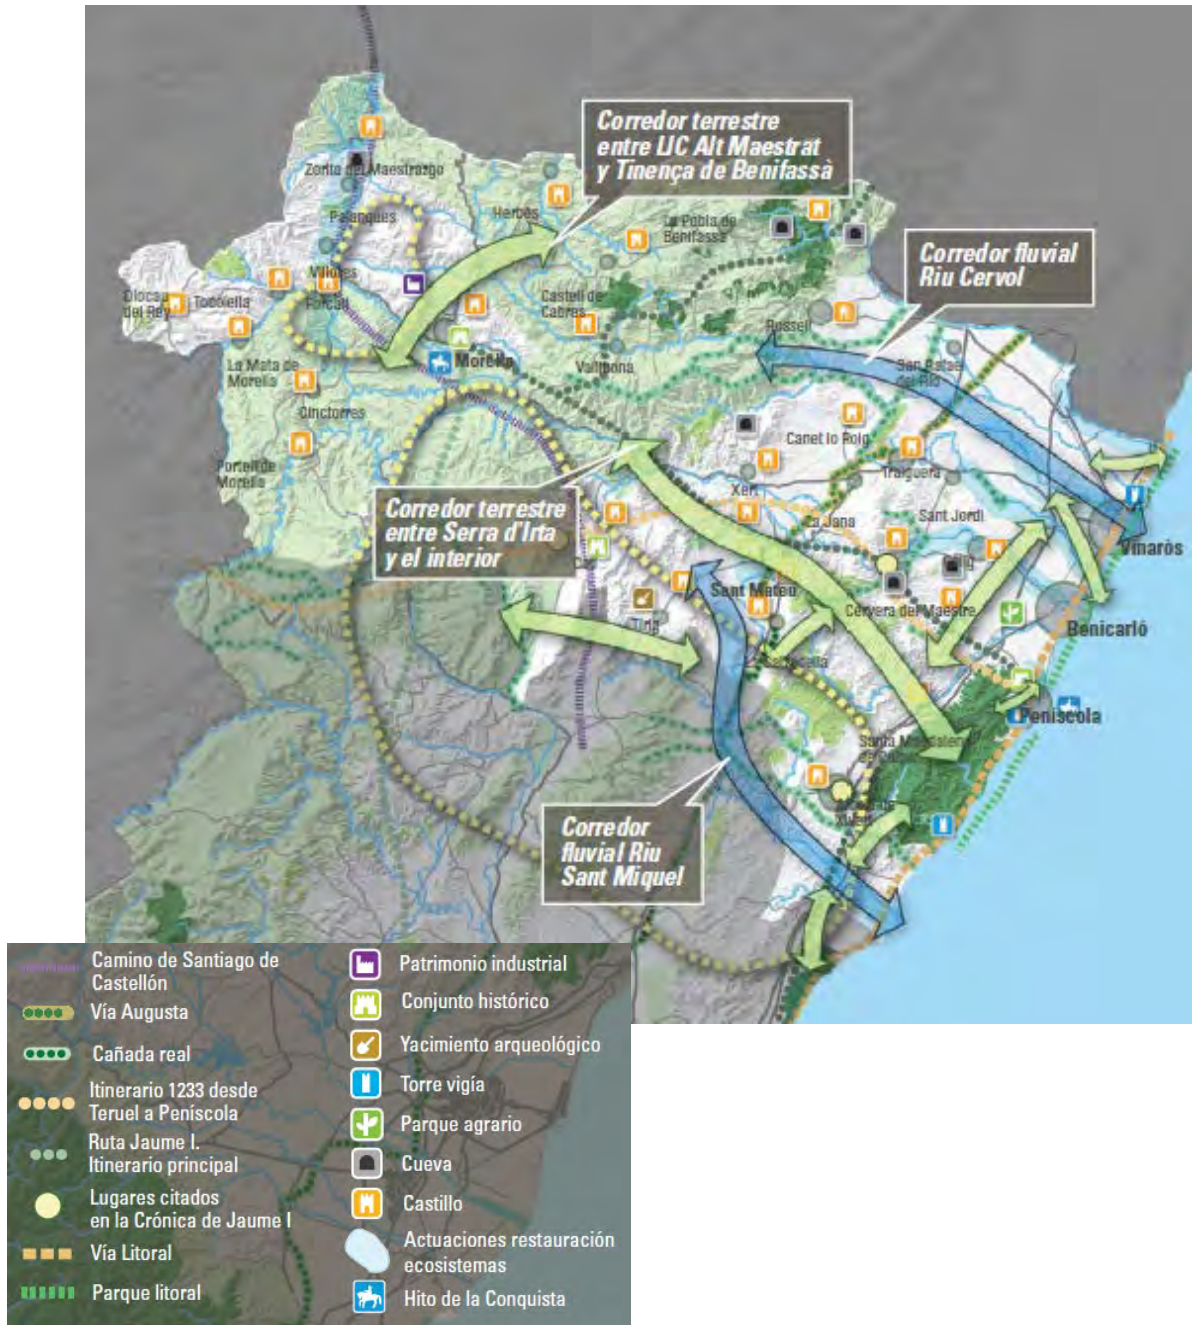 Corredor terrestre
entre LIC Alt Maestrat
y Tinença de Benifassà
Zorita del Maestrazgo
Palanques
Herbés
La Pobla de
Benifassà
Corredor fluvial
Riu Cervol
Olocau
del Rey
Todolella
Forcall
Castell de
Cabres
Rossell
Morella
Vallibona
San Rafael
del Río
La Mata de
Morella
Cinctorres
Canet lo Roig
Portell de
Morella
Traiguera
Xert
Corredor terrestre
entre Serra d'Irta
y el interior
La Jana
Sant Jordi
Vinaròs
Sant Mateu
Cervera del Maestre
Tírig
Benicarló
Peníscola
Santa Magdalena
Corredor
fluvial Riu
Sant Miquel
Camino de Santiago de
Castellón
Vía Augusta
Cañada real
Itinerario 1233 desde
Teruel a Peníscola
Ruta Jaume I.
Itinerario principal
Lugares citados
en la Crónica de Jaume I
Vía Litoral
Parque litoral
Patrimonio industrial
Conjunto histórico
Yacimiento arqueológico
Torre vigía
Parque agrario
Cueva
Castillo
Actuaciones restauración
ecosistemas
Hito de la Conquista